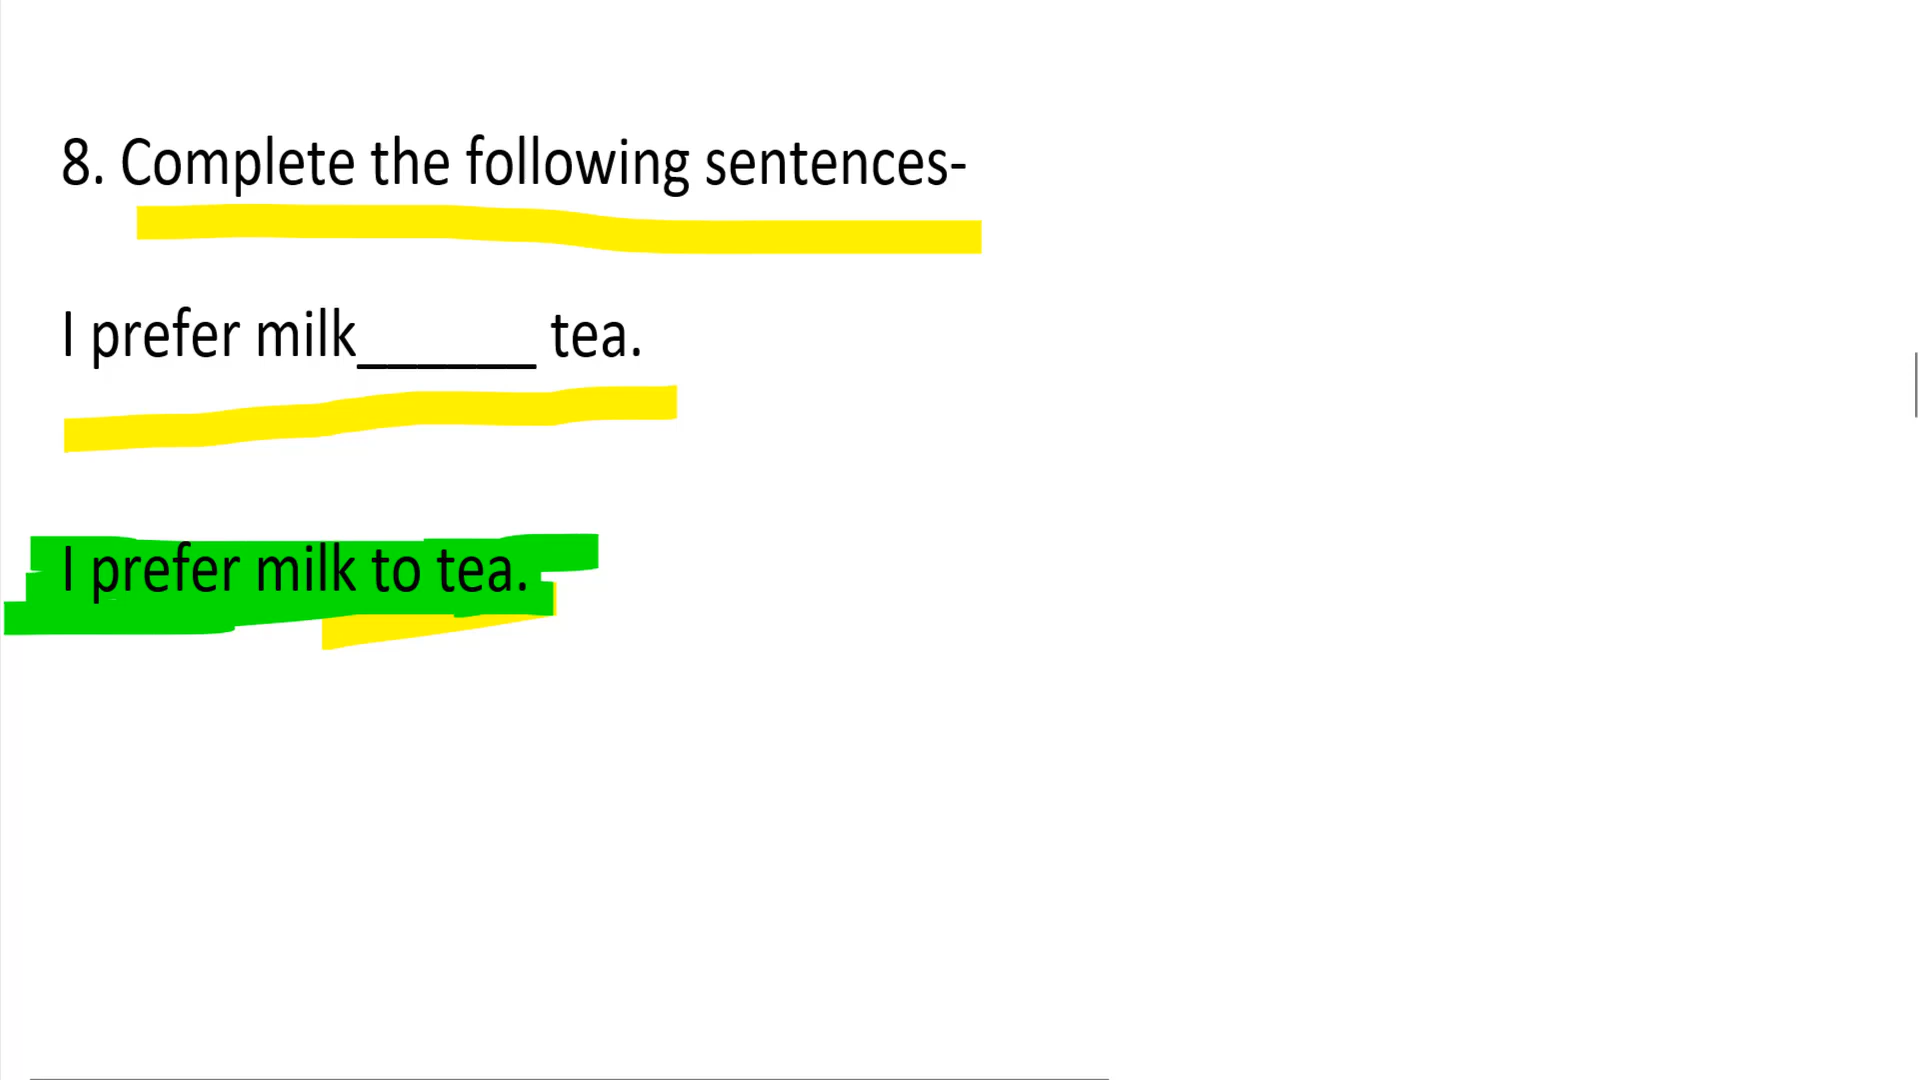 8. Complete the following sentences-
I prefer milk______ tea.
I prefer milk to tea.